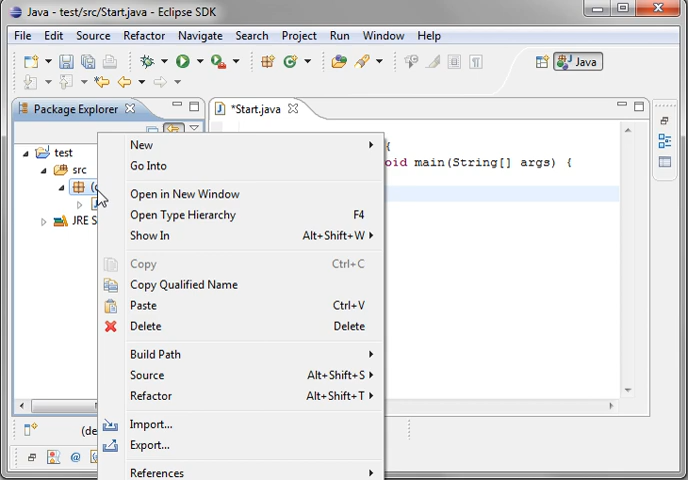 Java - test/src/Start.java - Eclipse SDK
File Edit Source Refactor Navigate Search Project Run Window Help
Java
Package Explorer
*Start.java
test
src
JRE S
{
void main(String[] args) {
New
Go Into
Open in New Window
Open Type Hierarchy F4
Show In Alt+Shift+W
Copy Ctrl+C
Copy Qualified Name
Paste Ctrl+V
Delete Delete
Build Path
Source Alt+Shift+S
Refactor Alt+Shift+T
Import...
Export...
References
(de